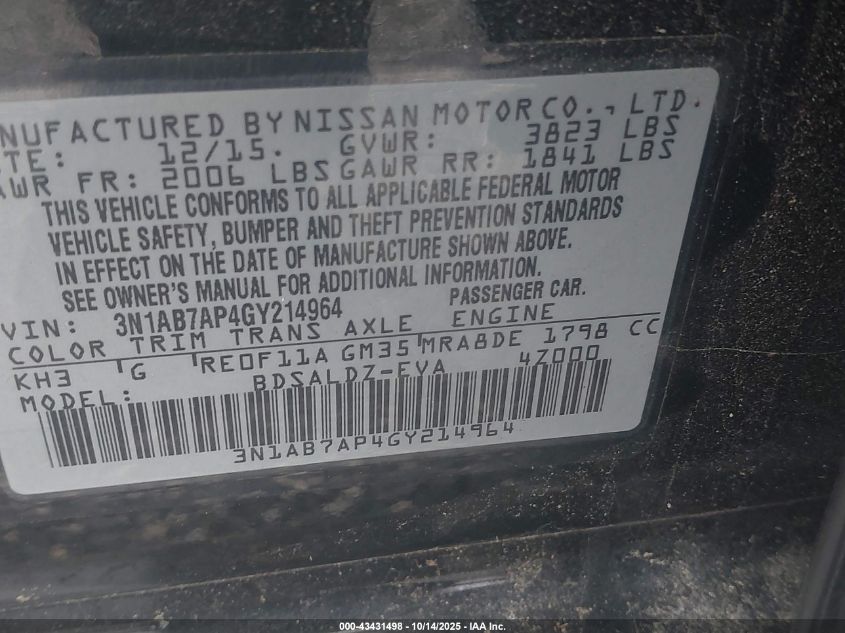 NUFACTURED BY NISSAN MOTOR CO., LTD.
TE: 12/15. GVWR: 3823 LBS
AWR FR: 2006 LBS GAWR RR: 1841 LBS
THIS VEHICLE CONFORMS TO ALL APPLICABLE FEDERAL MOTOR
VEHICLE SAFETY, BUMPER AND THEFT PREVENTION STANDARDS
IN EFFECT ON THE DATE OF MANUFACTURE SHOWN ABOVE.
SEE OWNER'S MANUAL FOR ADDITIONAL INFORMATION.
VIN: 3N1AB7AP4GY214964 PASSENGER CAR.
COLOR TRIM TRANS AXLE ENGINE
KH3 G RE0F11A GM35 MRA8DE 1798 CC
MODEL: BDSALDZ-EVA 4Z000
3N1AB7AP4GY214964
000-43431498 - 10/14/2025 - IAA Inc.